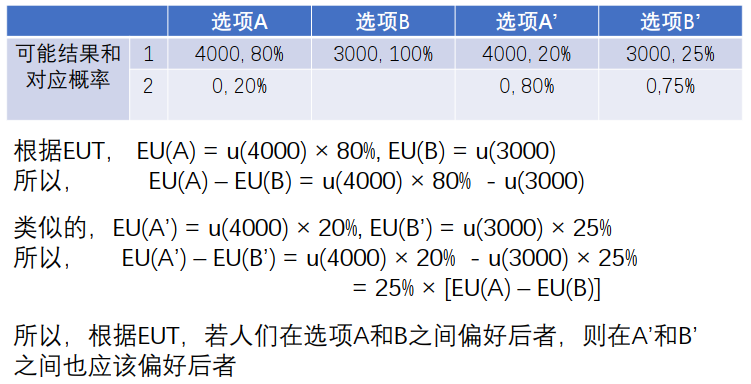 选项A 选项B 选项A’ 选项B’
可能结果和对应概率 1 4000, 80% 3000, 100% 4000, 20% 3000, 25%
2 0, 20% 0, 80% 0,75%
根据EUT， EU(A) = u(4000) × 80%, EU(B) = u(3000)
所以， EU(A) – EU(B) = u(4000) × 80% - u(3000)
类似的，EU(A’) = u(4000) × 20%, EU(B’) = u(3000) × 25%
所以， EU(A’) – EU(B’) = u(4000) × 20% - u(3000) × 25%
= 25% × [EU(A) – EU(B)]
所以，根据EUT，若人们在选项A和B之间偏好后者，则在A’和B’
之间也应该偏好后者